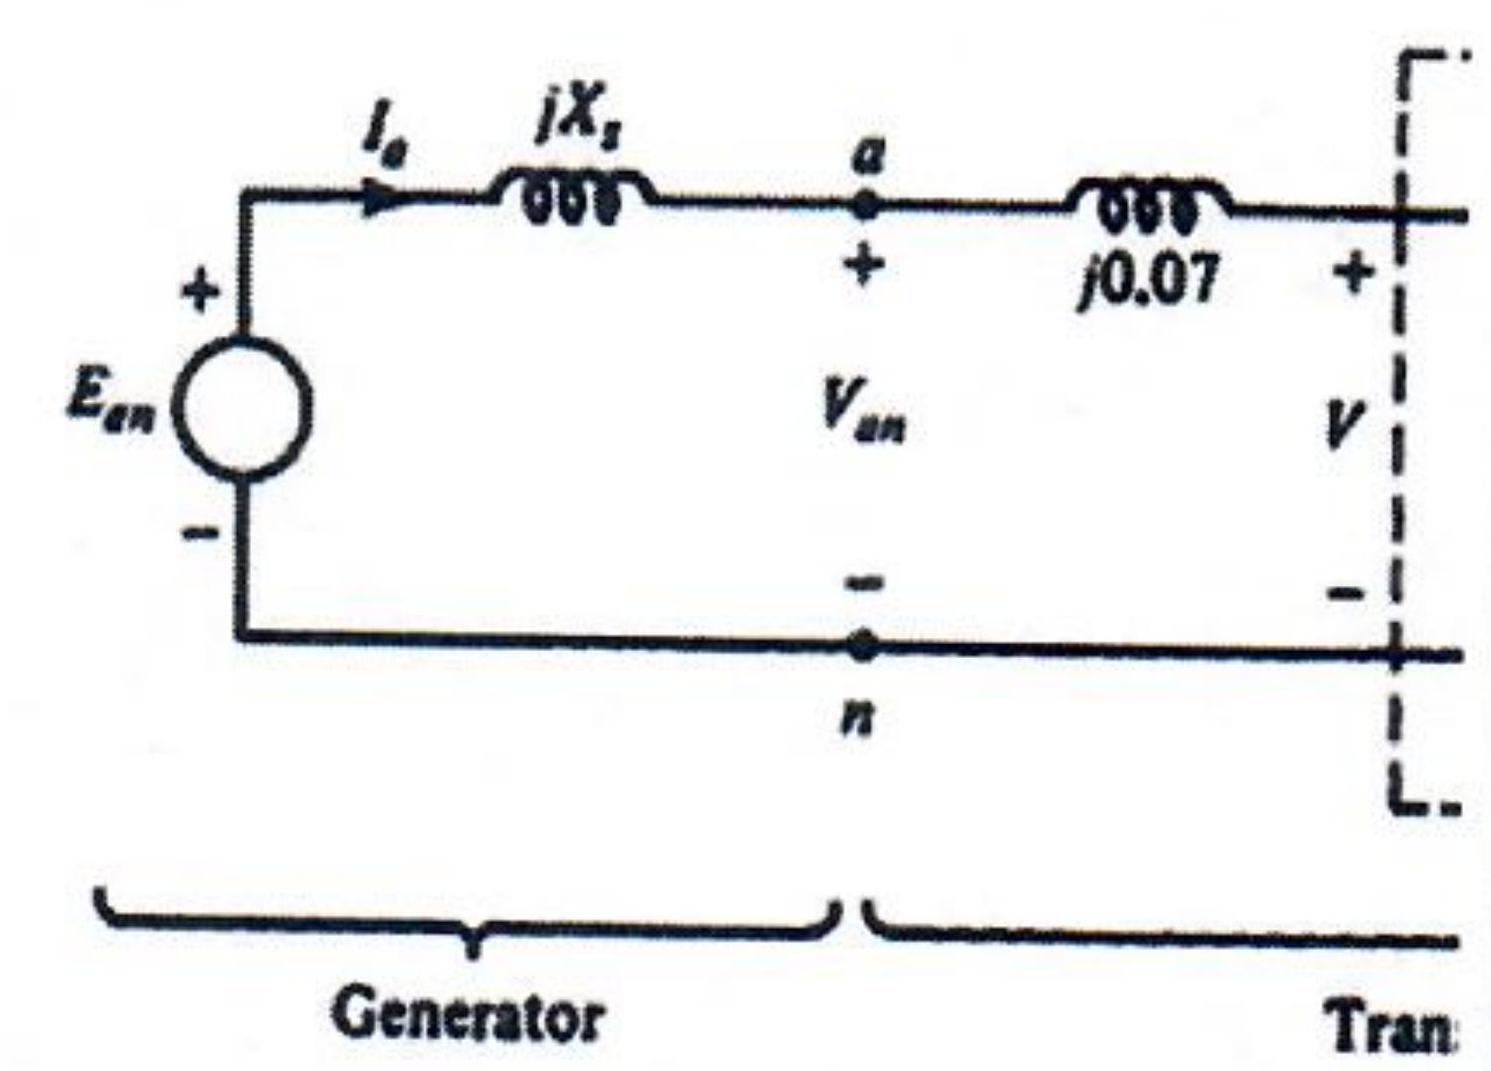 I_a
jX_s
a
+
+
+
j0.07
E_an
V_an
V
−
−
−
n
Generator
Tran